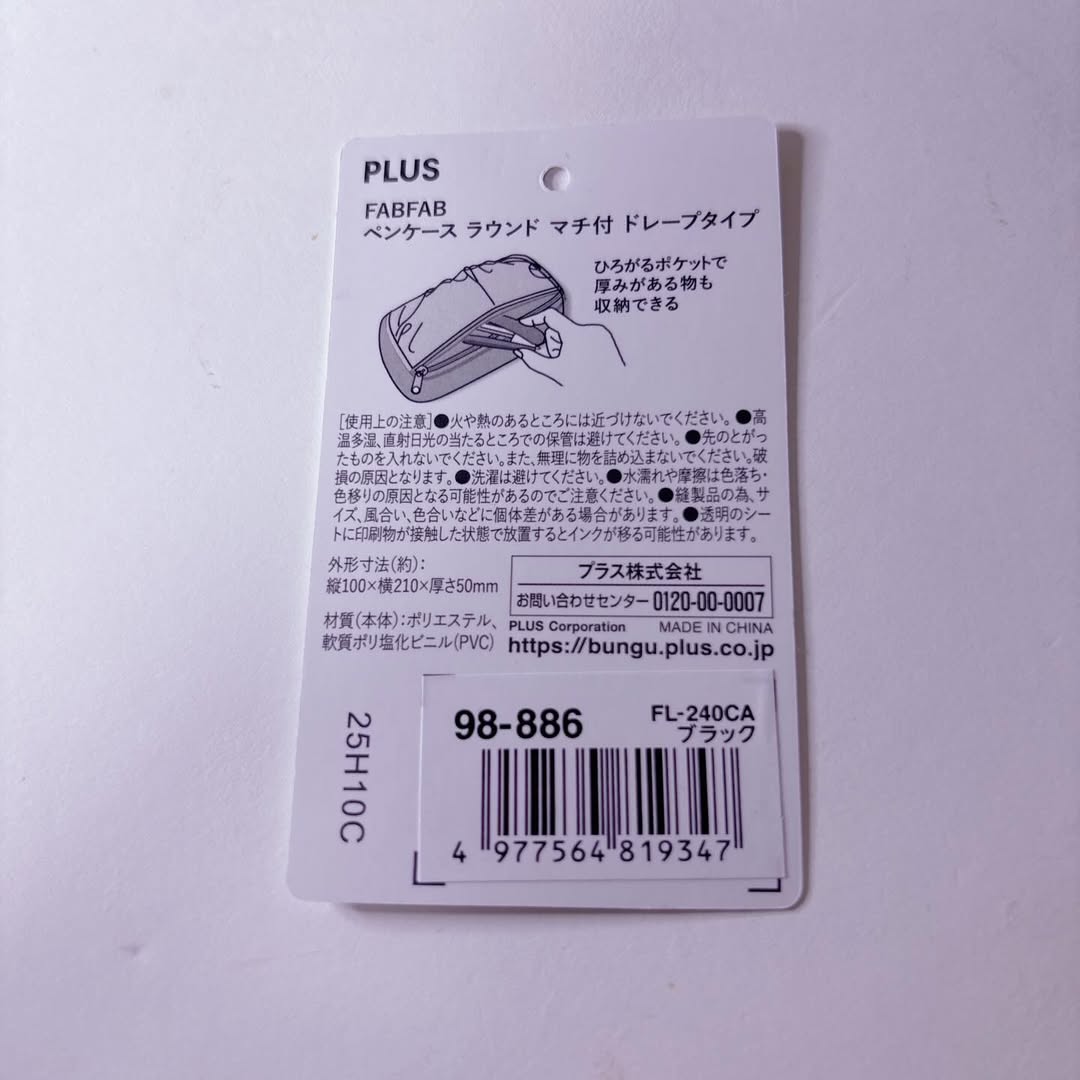 PLUS
FABFAB
ペンケース ラウンド マチ付 ドレープタイプ
ひろがるポケットで
厚みがある物も
収納できる
[使用上の注意]●火や熱のあるところには近づけないでください。●高
温多湿、直射日光の当たるところでの保管は避けてください。●先のとがっ
たものを入れないでください。また、無理に物を詰め込まないでください。破
損の原因となります。●洗濯は避けてください。●水濡れや摩擦は色落ち・
色移りの原因となる可能性があるのでご注意ください。●縫製品の為、サ
イズ、風合い、色合いなどに個体差がある場合があります。●透明のシー
トに印刷物が接触した状態で放置するとインクが移る可能性があります。
外形寸法(約):
縦100×横210×厚さ50mm
材質(本体):ポリエステル、
軟質ポリ塩化ビニル(PVC)
プラス株式会社
お問い合わせセンター 0120-00-0007
PLUS Corporation MADE IN CHINA
https://bungu.plus.co.jp
25H10C
98-886
FL-240CA
ブラック
4 977564 819347